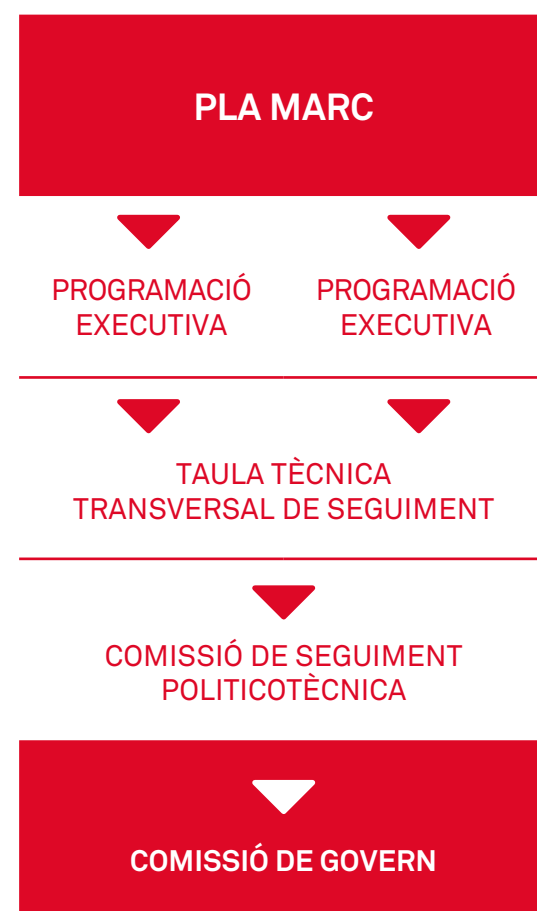 PLA MARC
PROGRAMACIÓ
EXECUTIVA
PROGRAMACIÓ
EXECUTIVA
TAULA TÈCNICA
TRANSVERSAL DE SEGUIMENT
COMISSIÓ DE SEGUIMENT
POLITICOTÈCNICA
COMISSIÓ DE GOVERN